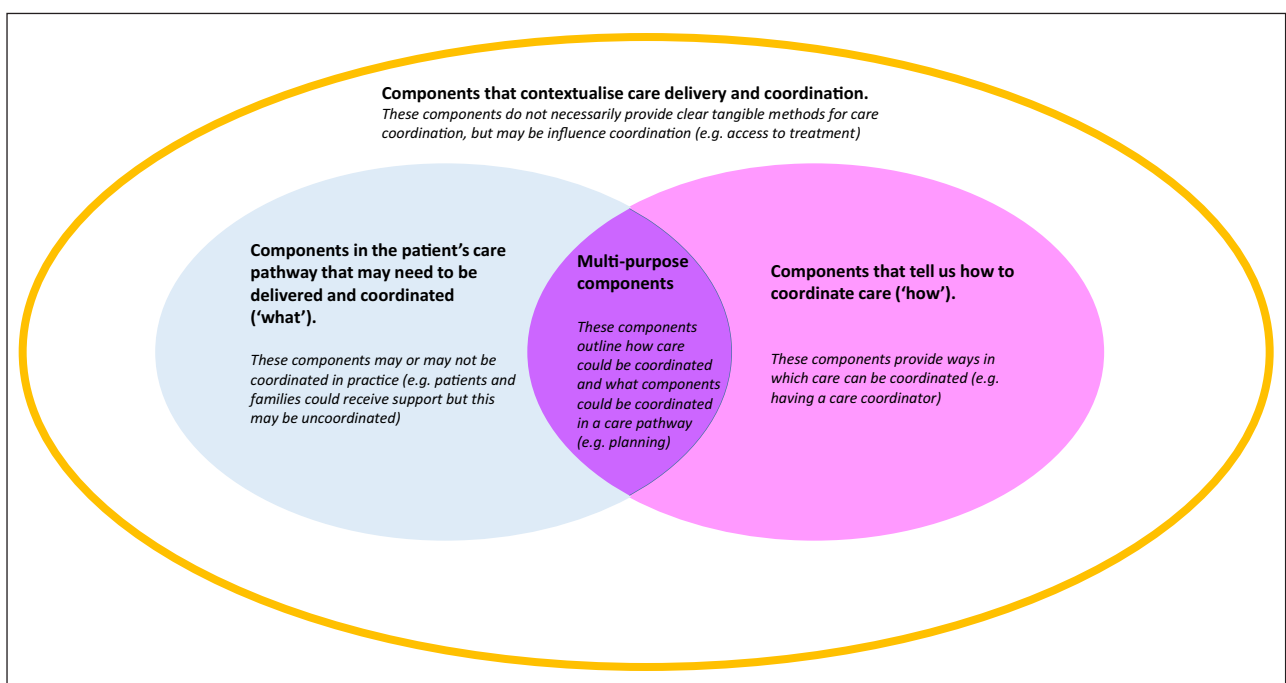 Components that contextualise care delivery and coordination.
These components do not necessarily provide clear tangible methods for care
coordination, but may be influence coordination (e.g. access to treatment)
Components in the patient's care
pathway that may need to be
delivered and coordinated
(‘what’).
These components may or may not be
coordinated in practice (e.g. patients and
families could receive support but this
may be uncoordinated)
Multi-purpose
components
These components
outline how care
could be coordinated
and what components
could be coordinated
in a care pathway
(e.g. planning)
Components that tell us how to
coordinate care (‘how’).
These components provide ways in
which care can be coordinated (e.g.
having a care coordinator)